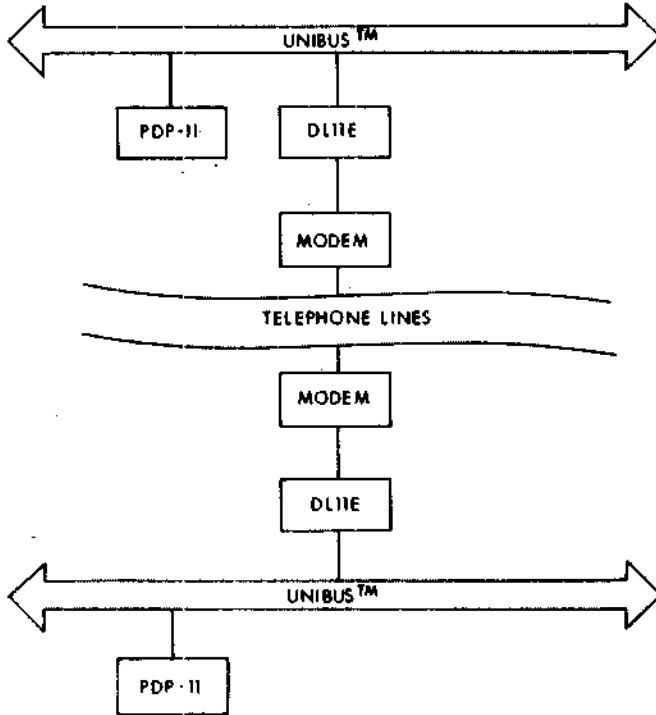 UNIBUS™
PDP-11
DL11E
MODEM
TELEPHONE LINES
MODEM
DL11E
UNIBUS™
PDP-11